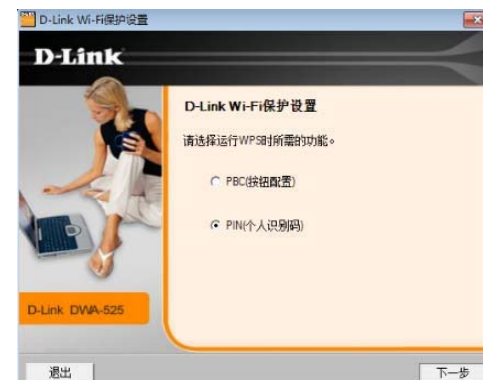 D-Link Wi-Fi保护设置
D-Link
D-Link Wi-Fi保护设置
请选择运行WPS时所需的功能。
PBC(按钮配置)
PIN(个人识别码)
D-Link DWA-525
退出
下一步